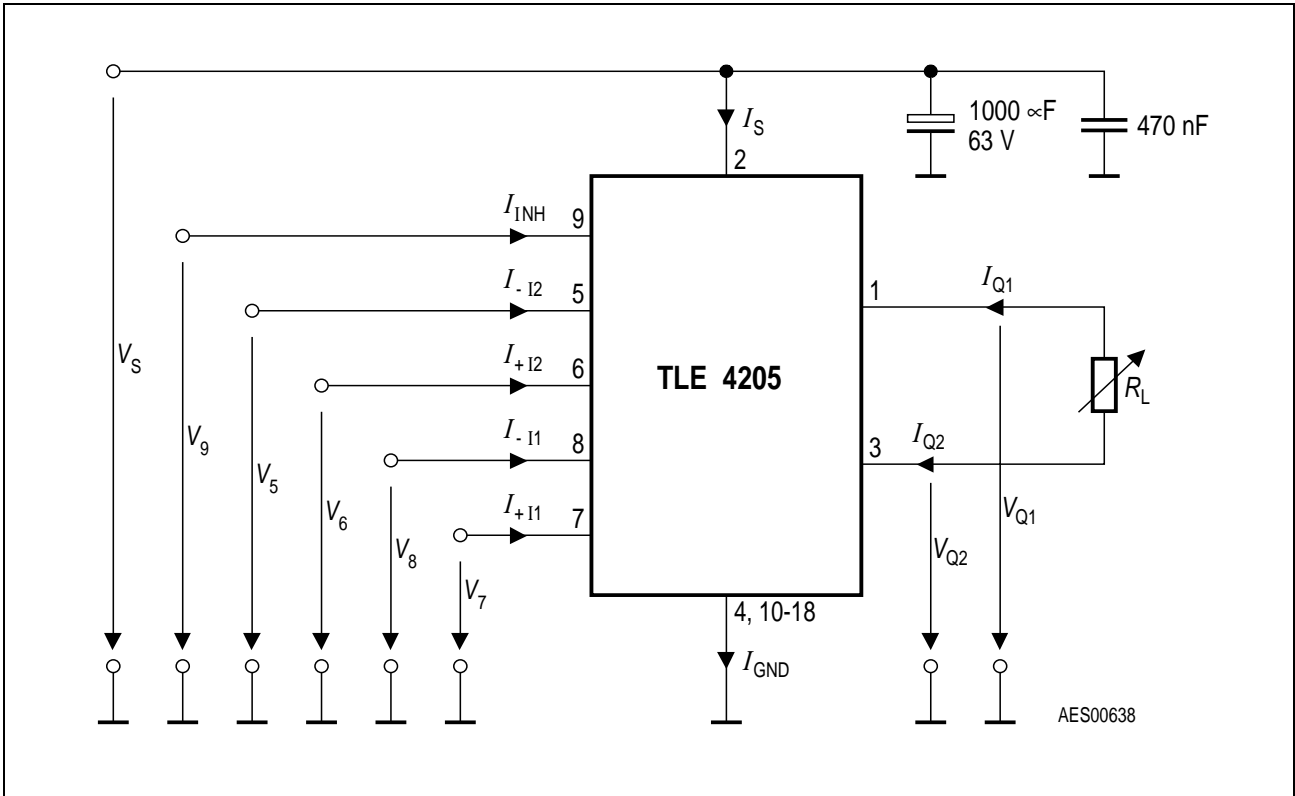 I_S
2
1000 ∝F
63 V
470 nF
I_INH
9
I_- I2
5
I_+ I2
6
I_- I1
8
I_+ I1
7
TLE 4205
1
I_Q1
3
I_Q2
R_L
V_S
V_9
V_5
V_6
V_8
V_7
V_Q2
V_Q1
4, 10-18
I_GND
AES00638